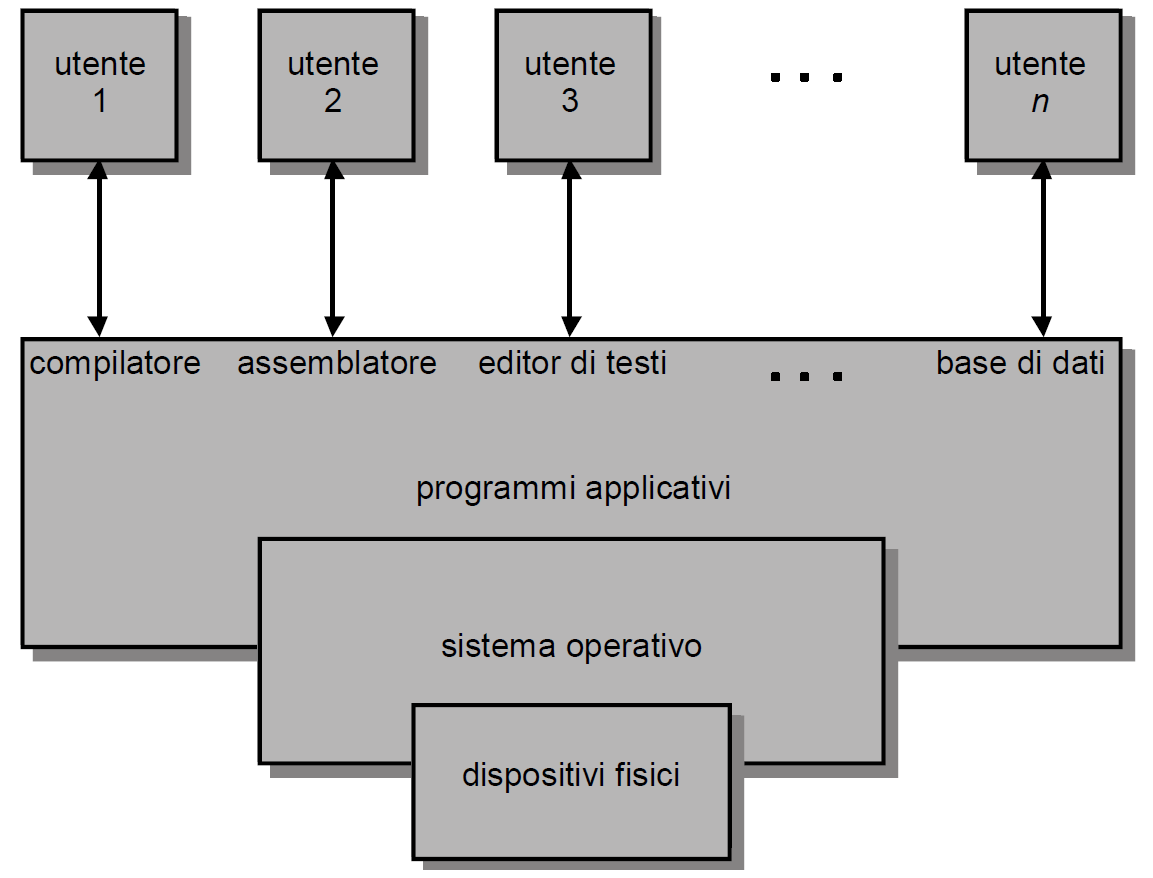 utente
1
utente
2
utente
3
. . .
utente
n
compilatore assemblatore editor di testi . . . base di dati
programmi applicativi
sistema operativo
dispositivi fisici